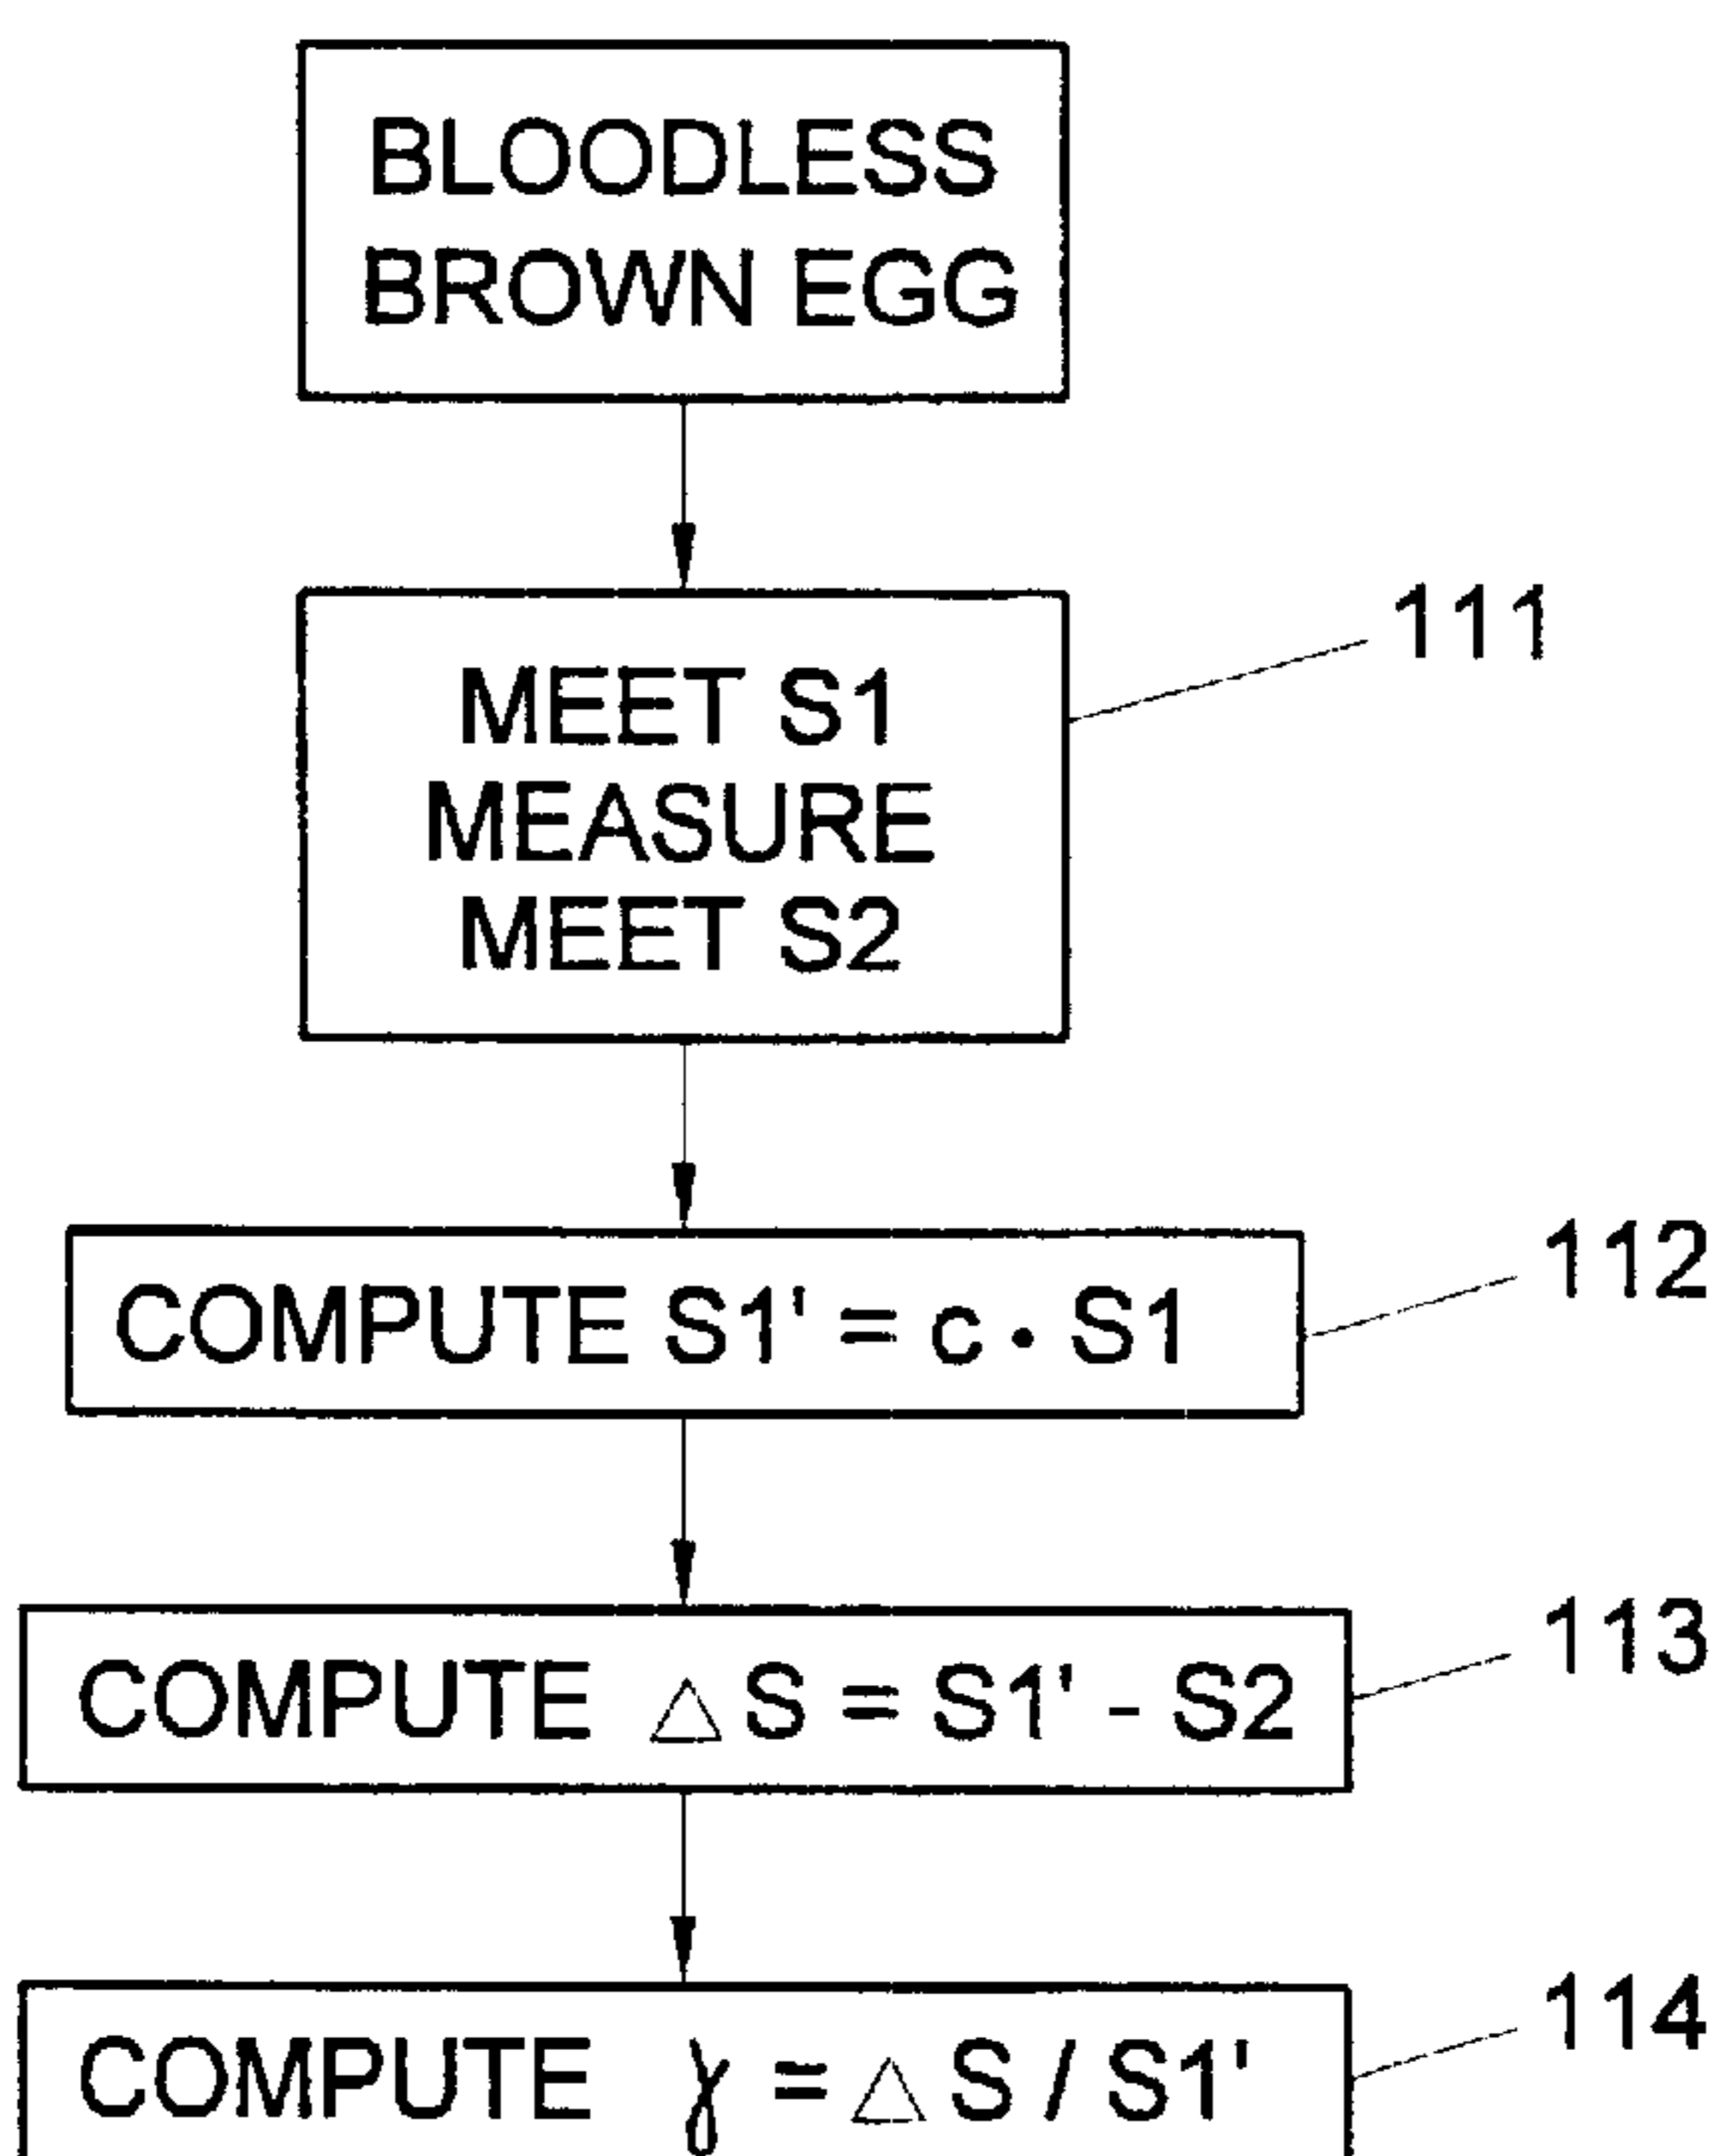 BLOODLESS
BROWN EGG
MEET S1
MEASURE
MEET S2
111
COMPUTE S1' = c • S1
112
COMPUTE △ S = S1' - S2
113
COMPUTE γ = △ S / S1'
114